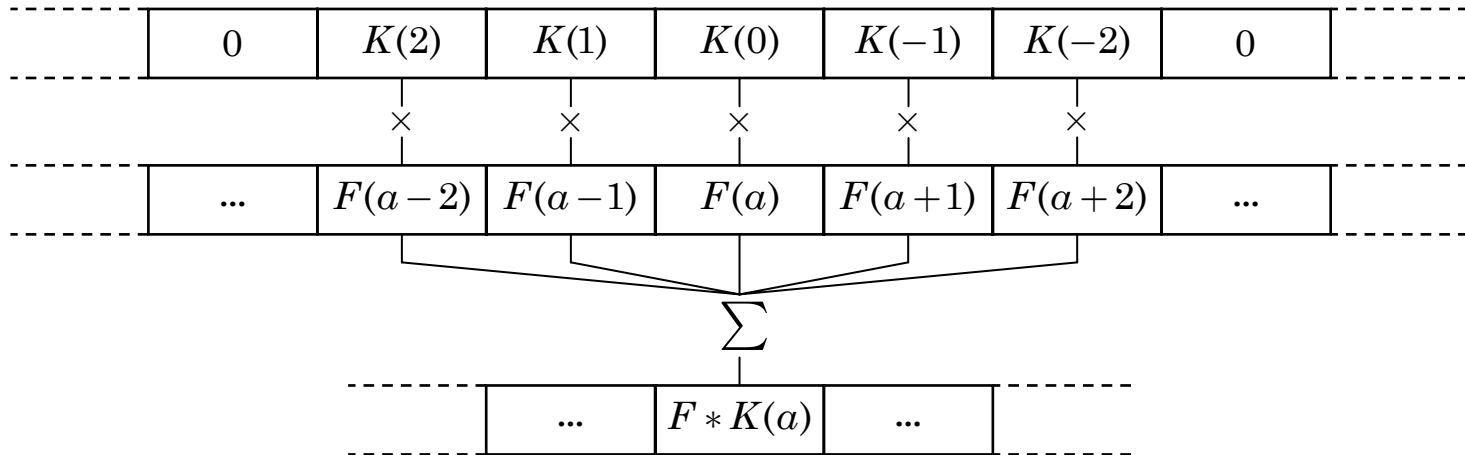 0 K(2) K(1) K(0) K(−1) K(−2) 0
× × × × ×
... F(a−2) F(a−1) F(a) F(a+1) F(a+2) ...
∑
... F∗K(a) ...